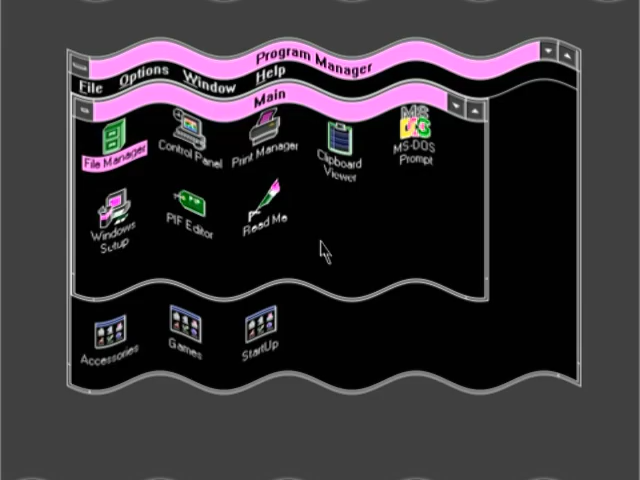 Program Manager
File Options Window Help
Main
File Manager
Control Panel
Print Manager
Clipboard
Viewer
MS-DOS
Prompt
Windows
Setup
PIF Editor
Read Me
Accessories
Games
StartUp